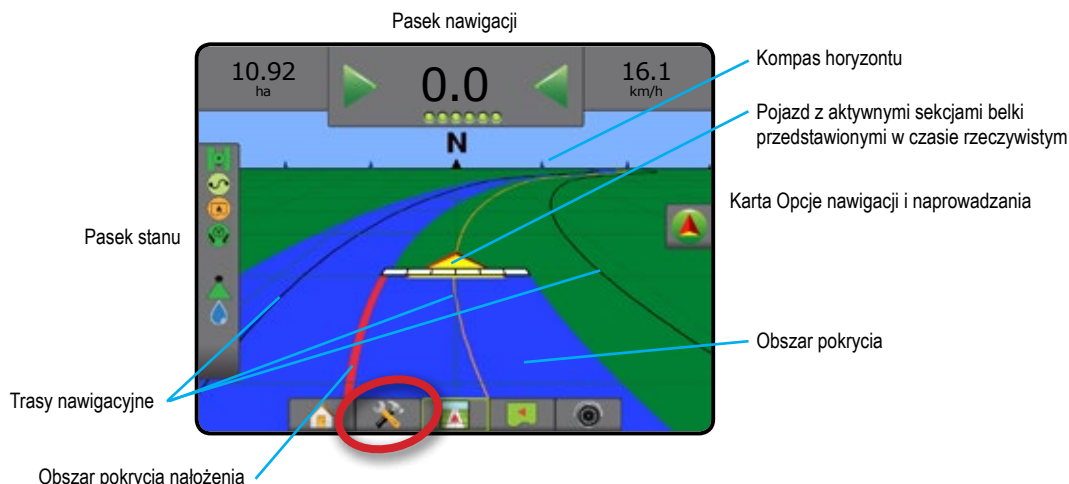 Pasek nawigacji
10.92
ha
0.0
16.1
km/h
N
Kompas horyzontu
Pojazd z aktywnymi sekcjami belki
przedstawionymi w czasie rzeczywistym
Karta Opcje nawigacji i naprowadzania
Pasek stanu
Obszar pokrycia
Trasy nawigacyjne
Obszar pokrycia nałożenia